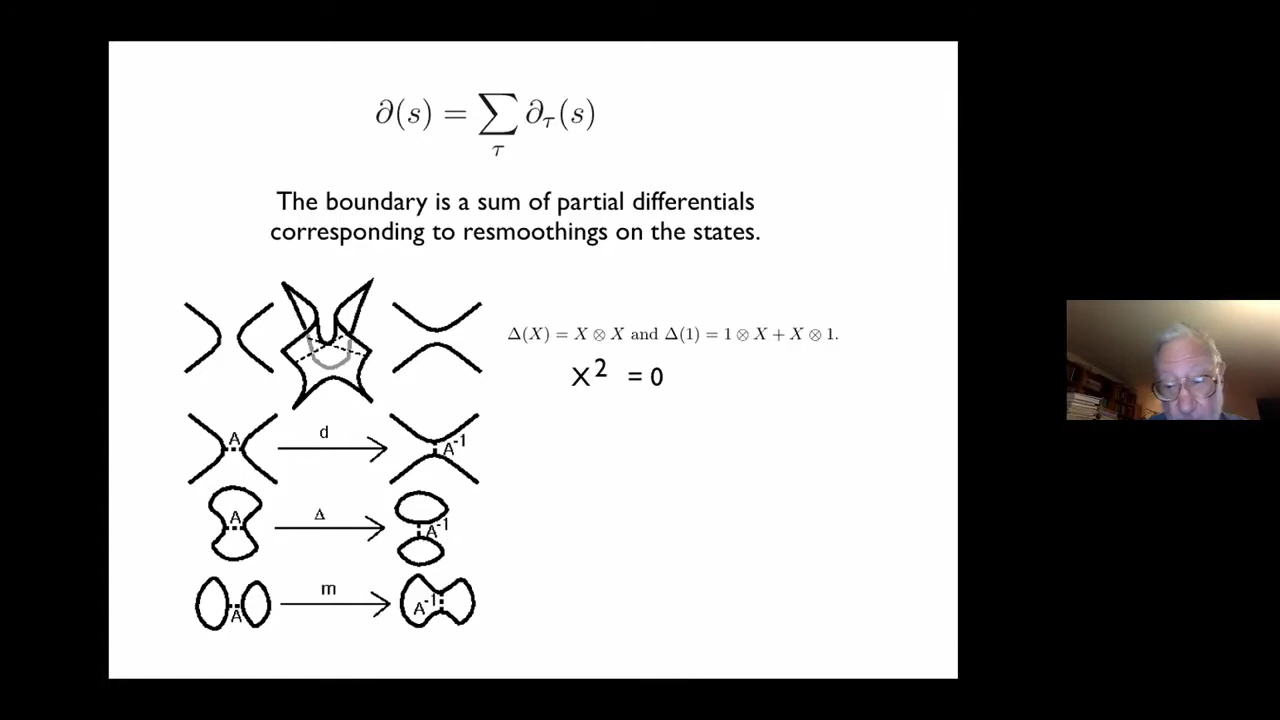 ∂(s) = ∑ ∂τ(s)
τ
The boundary is a sum of partial differentials
corresponding to resmoothings on the states.
Δ(X) = X ⊗ X and Δ(1) = 1 ⊗ X + X ⊗ 1.
X² = 0
A d A⁻¹
A Δ A⁻¹
A m A⁻¹